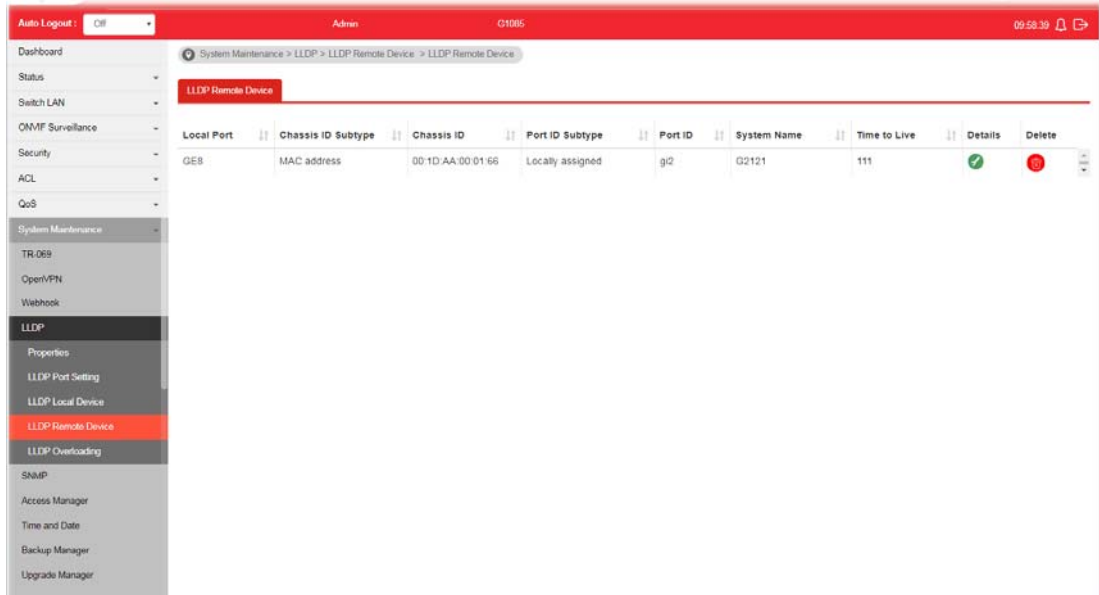 Auto Logout : Off Admin G1085 09:58:39
Dashboard
Status
Switch LAN
ONVIF Surveillance
Security
ACL
QoS
System Maintenance
TR-069
OpenVPN
Webhook
LLDP
Properties
LLDP Port Setting
LLDP Local Device
LLDP Remote Device
LLDP Overloading
SNMP
Access Manager
Time and Date
Backup Manager
Upgrade Manager
System Maintenance > LLDP > LLDP Remote Device > LLDP Remote Device
LLDP Remote Device
Local Port Chassis ID Subtype Chassis ID Port ID Subtype Port ID System Name Time to Live Details Delete
GE8 MAC address 00:1D:AA:00:01:66 Locally assigned gi2 G2121 111